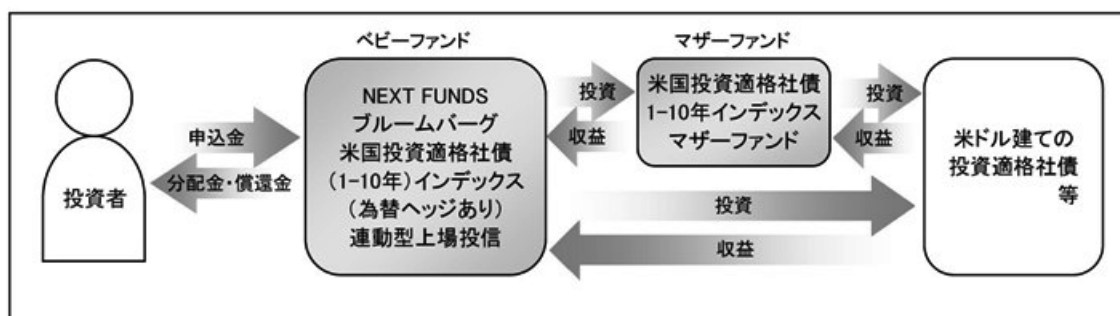 ベビーファンド
マザーファンド
投資者
申込金
分配金・償還金
NEXT FUNDS
ブルームバーグ
米国投資適格社債
(1-10年)インデックス
(為替ヘッジあり)
連動型上場投信
投資
収益
米国投資適格社債
1-10年インデックス
マザーファンド
投資
収益
米ドル建ての
投資適格社債
等
投資
収益